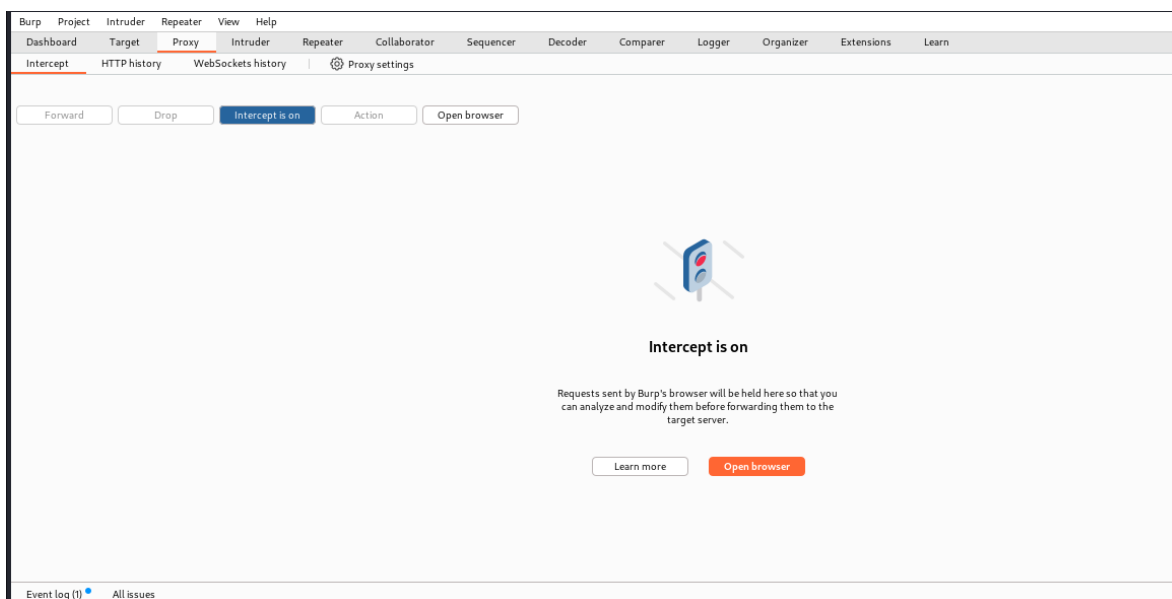 Burp Project Intruder Repeater View Help
Dashboard Target Proxy Intruder Repeater Collaborator Sequencer Decoder Comparer Logger Organizer Extensions Learn
Intercept HTTP history WebSockets history Proxy settings
Forward Drop Intercept is on Action Open browser
Intercept is on
Requests sent by Burp's browser will be held here so that you
can analyze and modify them before forwarding them to the
target server.
Learn more Open browser
Event log (1) All issues